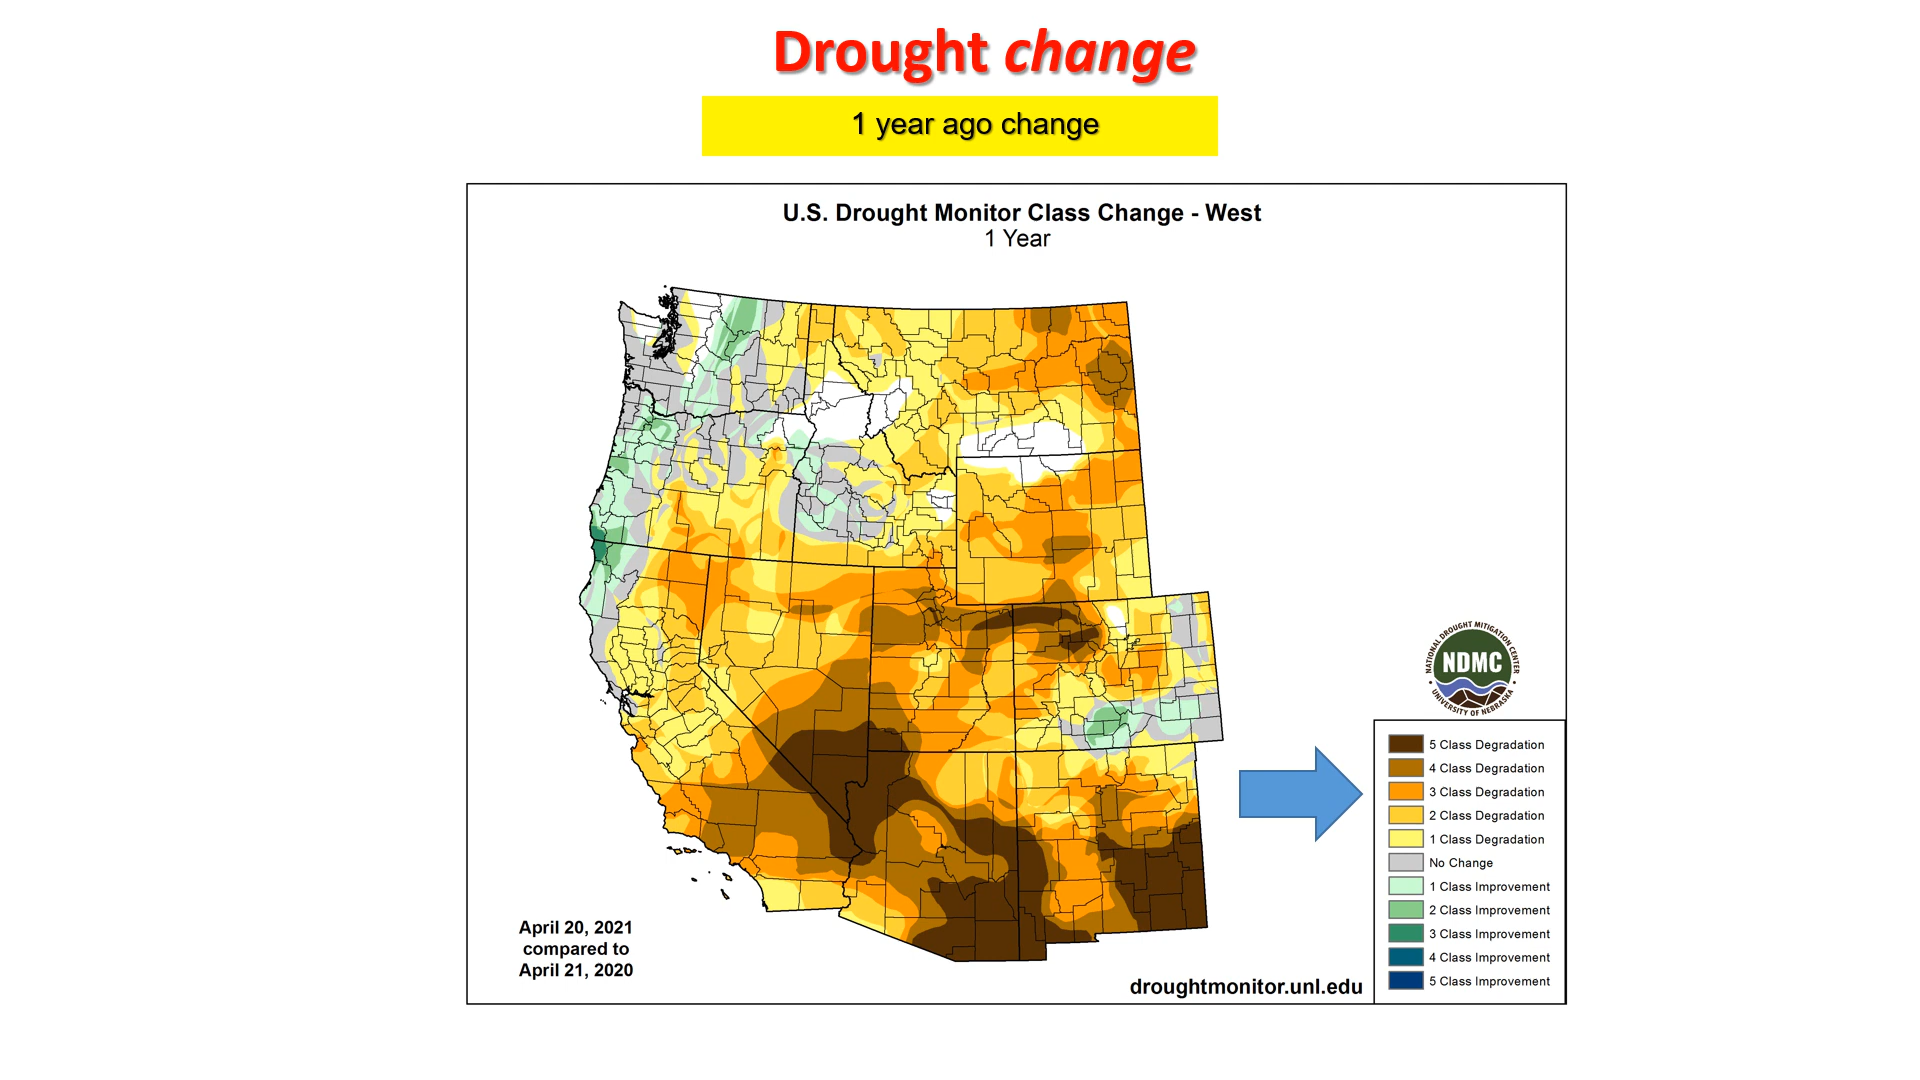 Drought change
1 year ago change
U.S. Drought Monitor Class Change - West
1 Year
NATIONAL DROUGHT MITIGATION CENTER
NDMC
UNIVERSITY OF NEBRASKA
5 Class Degradation
4 Class Degradation
3 Class Degradation
2 Class Degradation
1 Class Degradation
No Change
1 Class Improvement
2 Class Improvement
3 Class Improvement
4 Class Improvement
5 Class Improvement
April 20, 2021
compared to
April 21, 2020
droughtmonitor.unl.edu